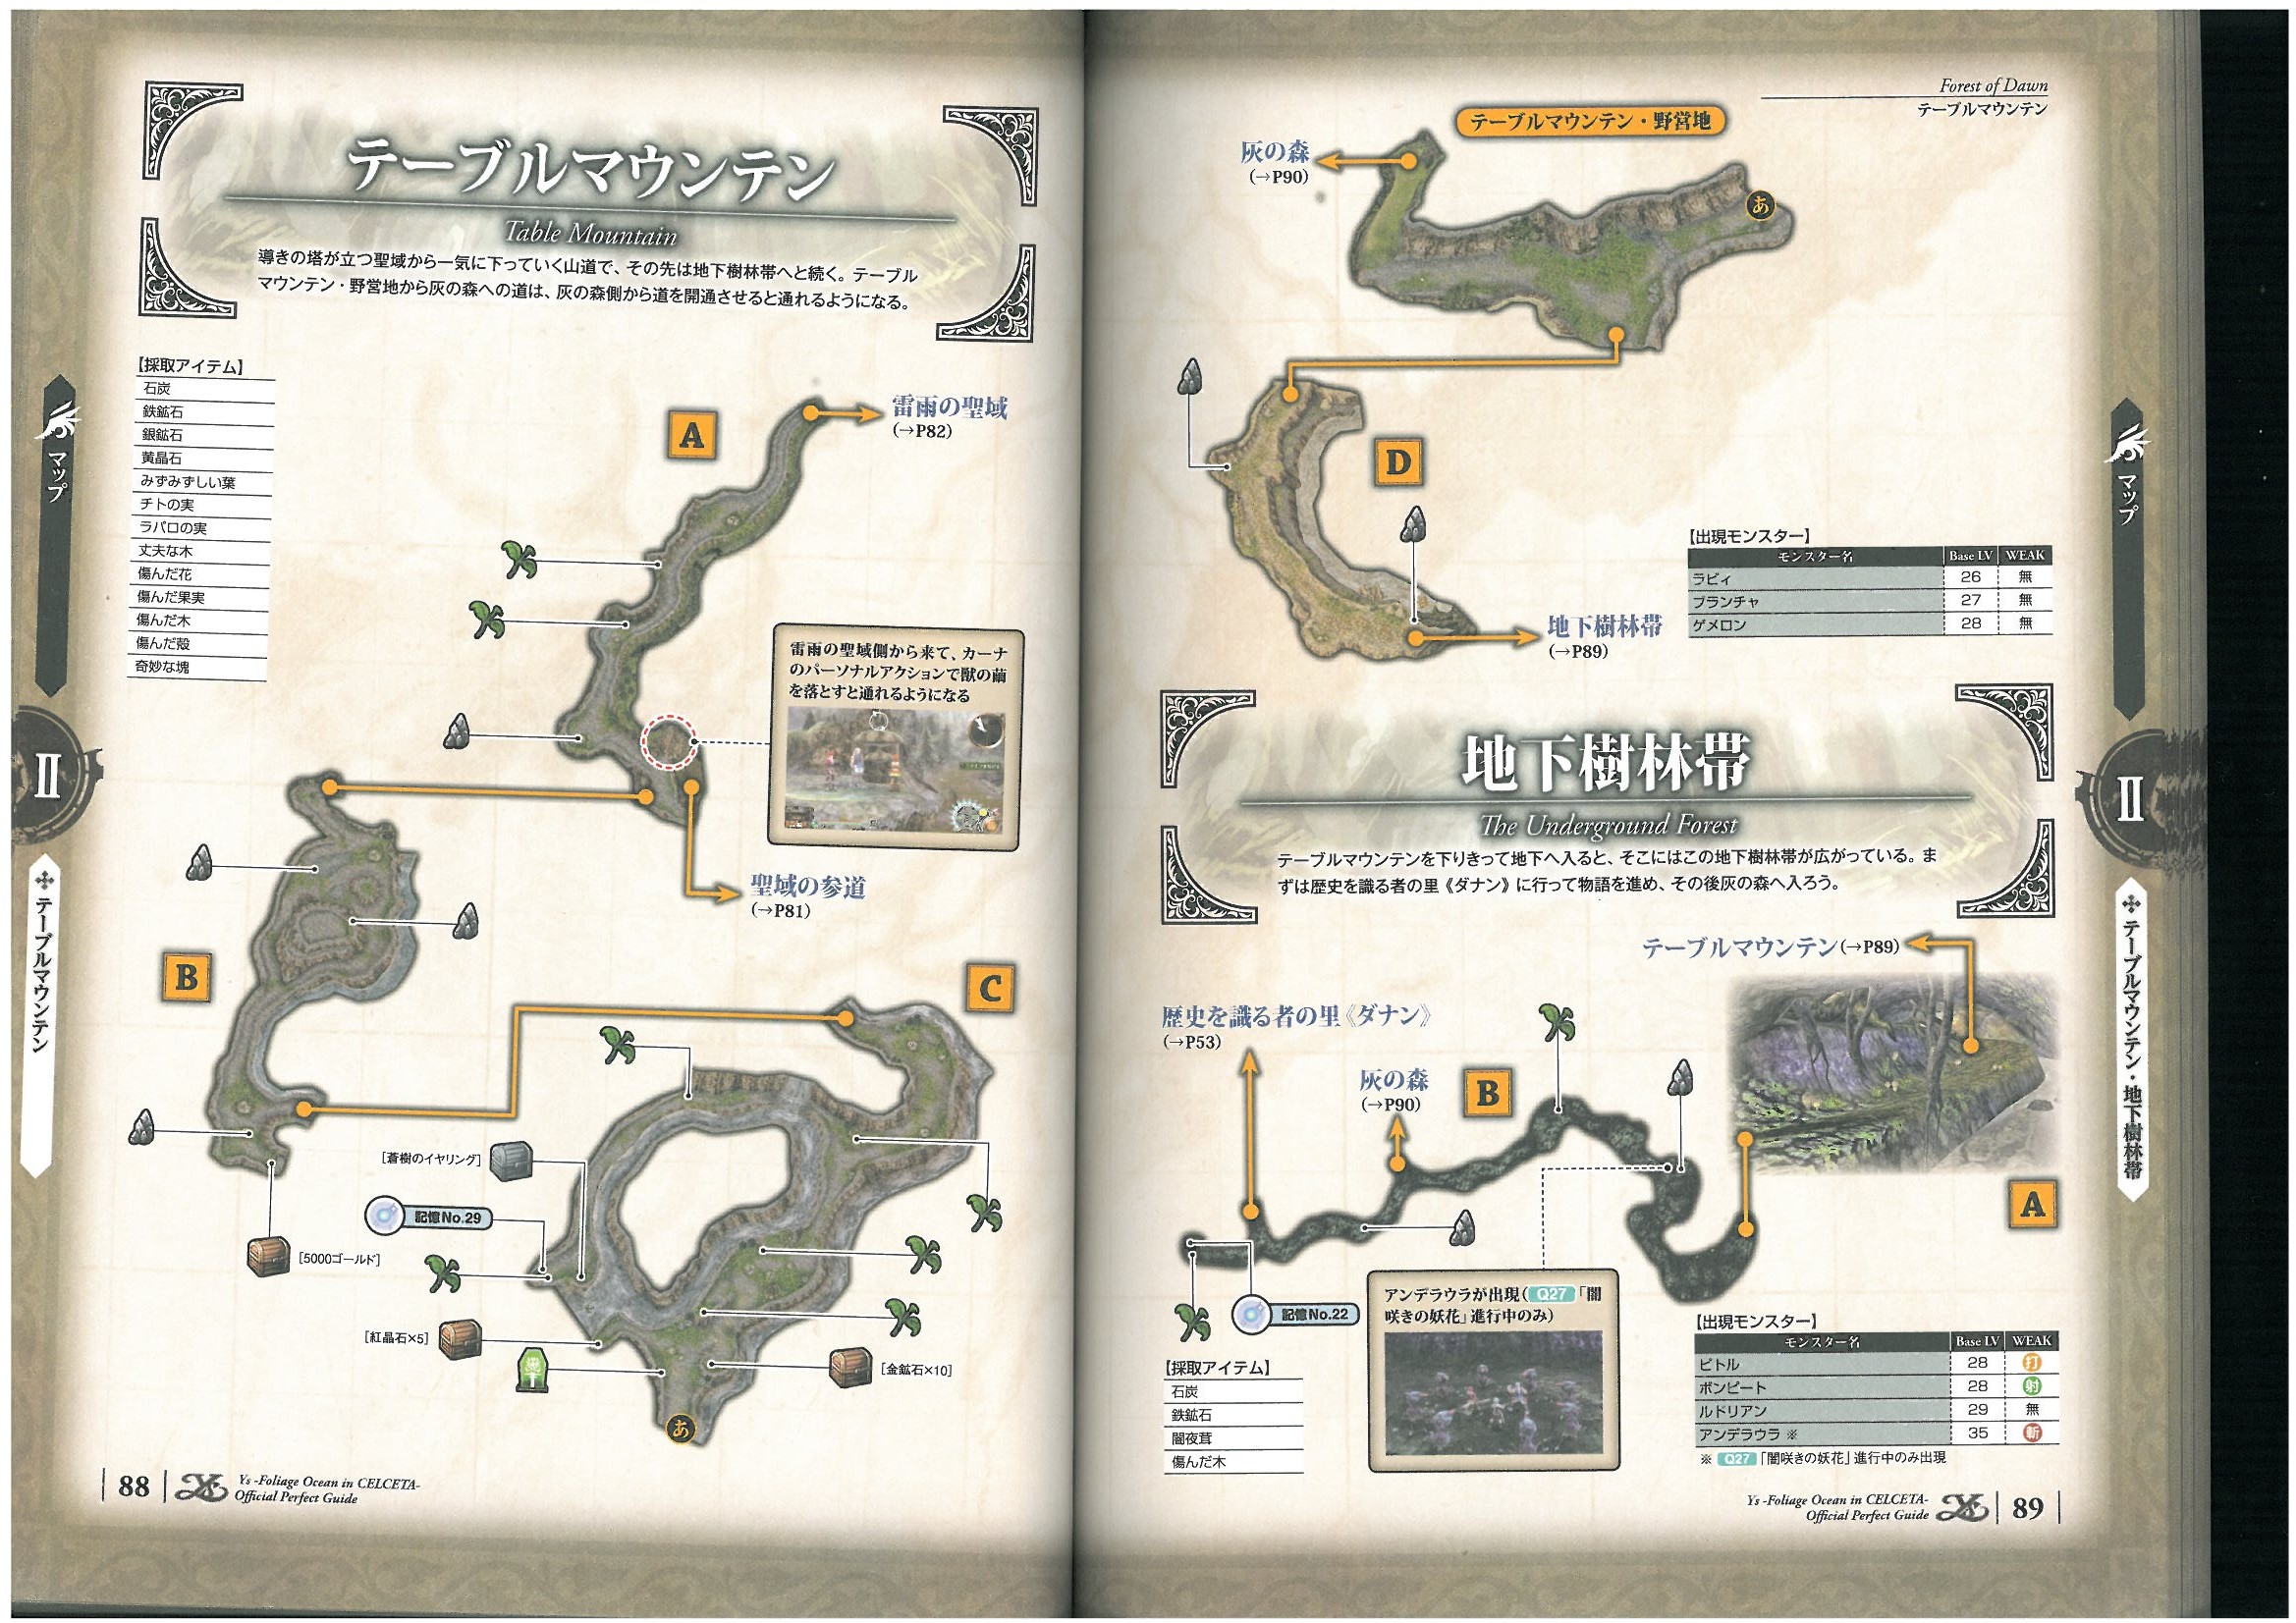 テーブルマウンテン
Table Mountain
導きの塔が立つ聖域から一気に下っていく山道で、その先は地下樹林帯へと続く。テーブル
マウンテン・野営地から灰の森への道は、灰の森側から道を開通させると通れるようになる。
【採取アイテム】
石炭
鉄鉱石
銀鉱石
黄晶石
みずみずしい葉
チトの実
ラパロの実
丈夫な木
傷んだ花
傷んだ果実
傷んだ木
傷んだ殻
奇妙な塊
A
雷雨の聖域
(→P82)
雷雨の聖域側から来て、カーナ
のパーソナルアクションで獣の繭
を落とすと通れるようになる
聖域の参道
(→P81)
B
C
[蒼樹のイヤリング]
記憶No.29
[5000ゴールド]
[紅晶石×5]
[金鉱石×10]
あ
マップ
II
テーブルマウンテン
88
Ys -Foliage Ocean in CELCETA-
Official Perfect Guide
Forest of Dawn
テーブルマウンテン
テーブルマウンテン・野営地
灰の森
(→P90)
あ
D
地下樹林帯
(→P89)
【出現モンスター】
モンスター名 Base LV WEAK
ラビィ 26 無
ブランチャ 27 無
ゲメロン 28 無
地下樹林帯
The Underground Forest
テーブルマウンテンを下りきって地下へ入ると、そこにはこの地下樹林帯が広がっている。ま
ずは歴史を識る者の里《ダナン》に行って物語を進め、その後灰の森へ入ろう。
テーブルマウンテン(→P89)
歴史を識る者の里《ダナン》
(→P53)
灰の森
(→P90)
B
A
記憶No.22
アンデラウラが出現(Q27「闇
咲きの妖花」進行中のみ)
【採取アイテム】
石炭
鉄鉱石
闇夜茸
傷んだ木
【出現モンスター】
モンスター名 Base LV WEAK
ビトル 28 打
ボンビート 28 射
ルドリアン 29 無
アンデラウラ ※ 35 斬
※ Q27「闇咲きの妖花」進行中のみ出現
マップ
II
テーブルマウンテン・地下樹林帯
Ys -Foliage Ocean in CELCETA-
Official Perfect Guide
89